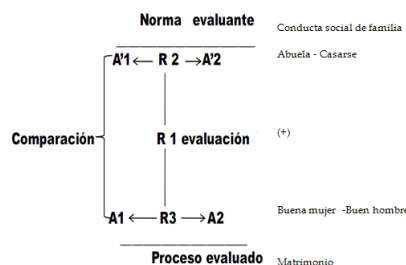 Norma evaluante
Conducta social de familia
A'1← R 2 →A'2
Abuela - Casarse
Comparación
R 1 evaluación
(+)
A1 ← R3 → A2
Buena mujer -Buen hombre
Proceso evaluado
Matrimonio